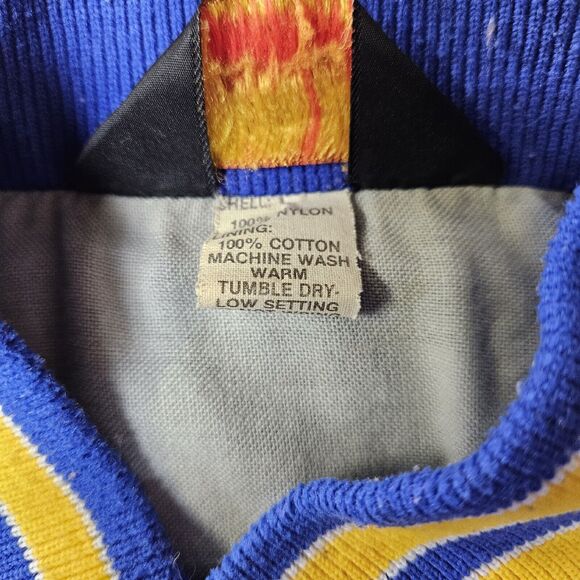 SHELL:
100% NYLON
LINING:
100% COTTON
MACHINE WASH
WARM
TUMBLE DRY-
LOW SETTING